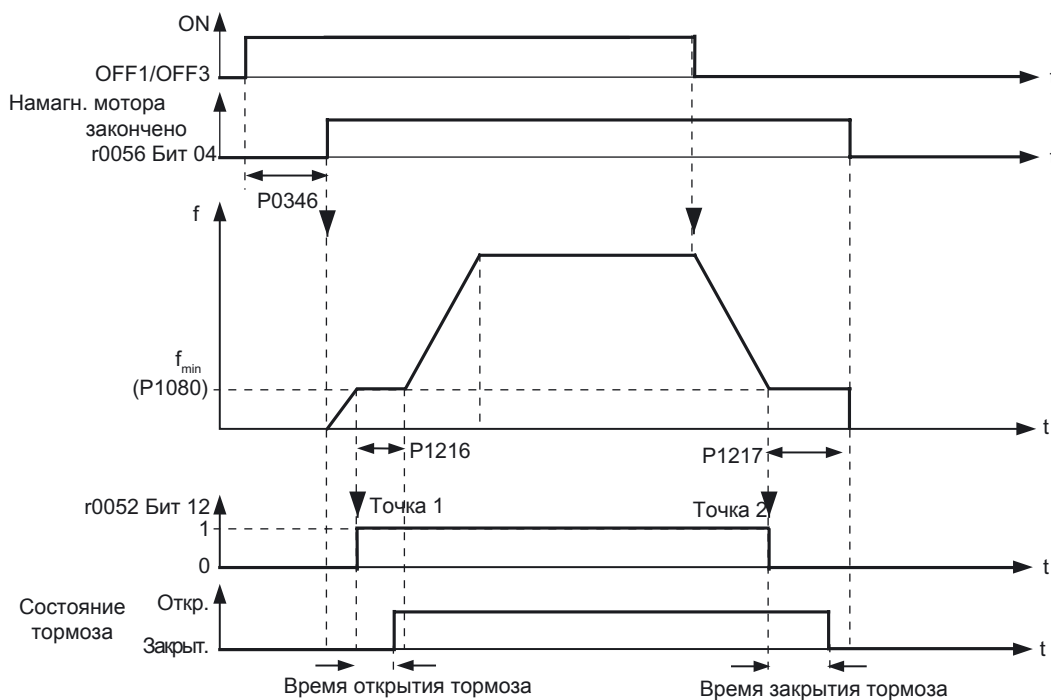 ON
OFF1/OFF3
Намагн. мотора
закончено
r0056 Бит 04
P0346
f
f min
(P1080)
t
P1216
P1217
r0052 Бит 12
Точка 1
Точка 2
1
0
t
Состояние
тормоза
Откр.
Закрыт.
t
Время открытия тормоза
Время закрытия тормоза